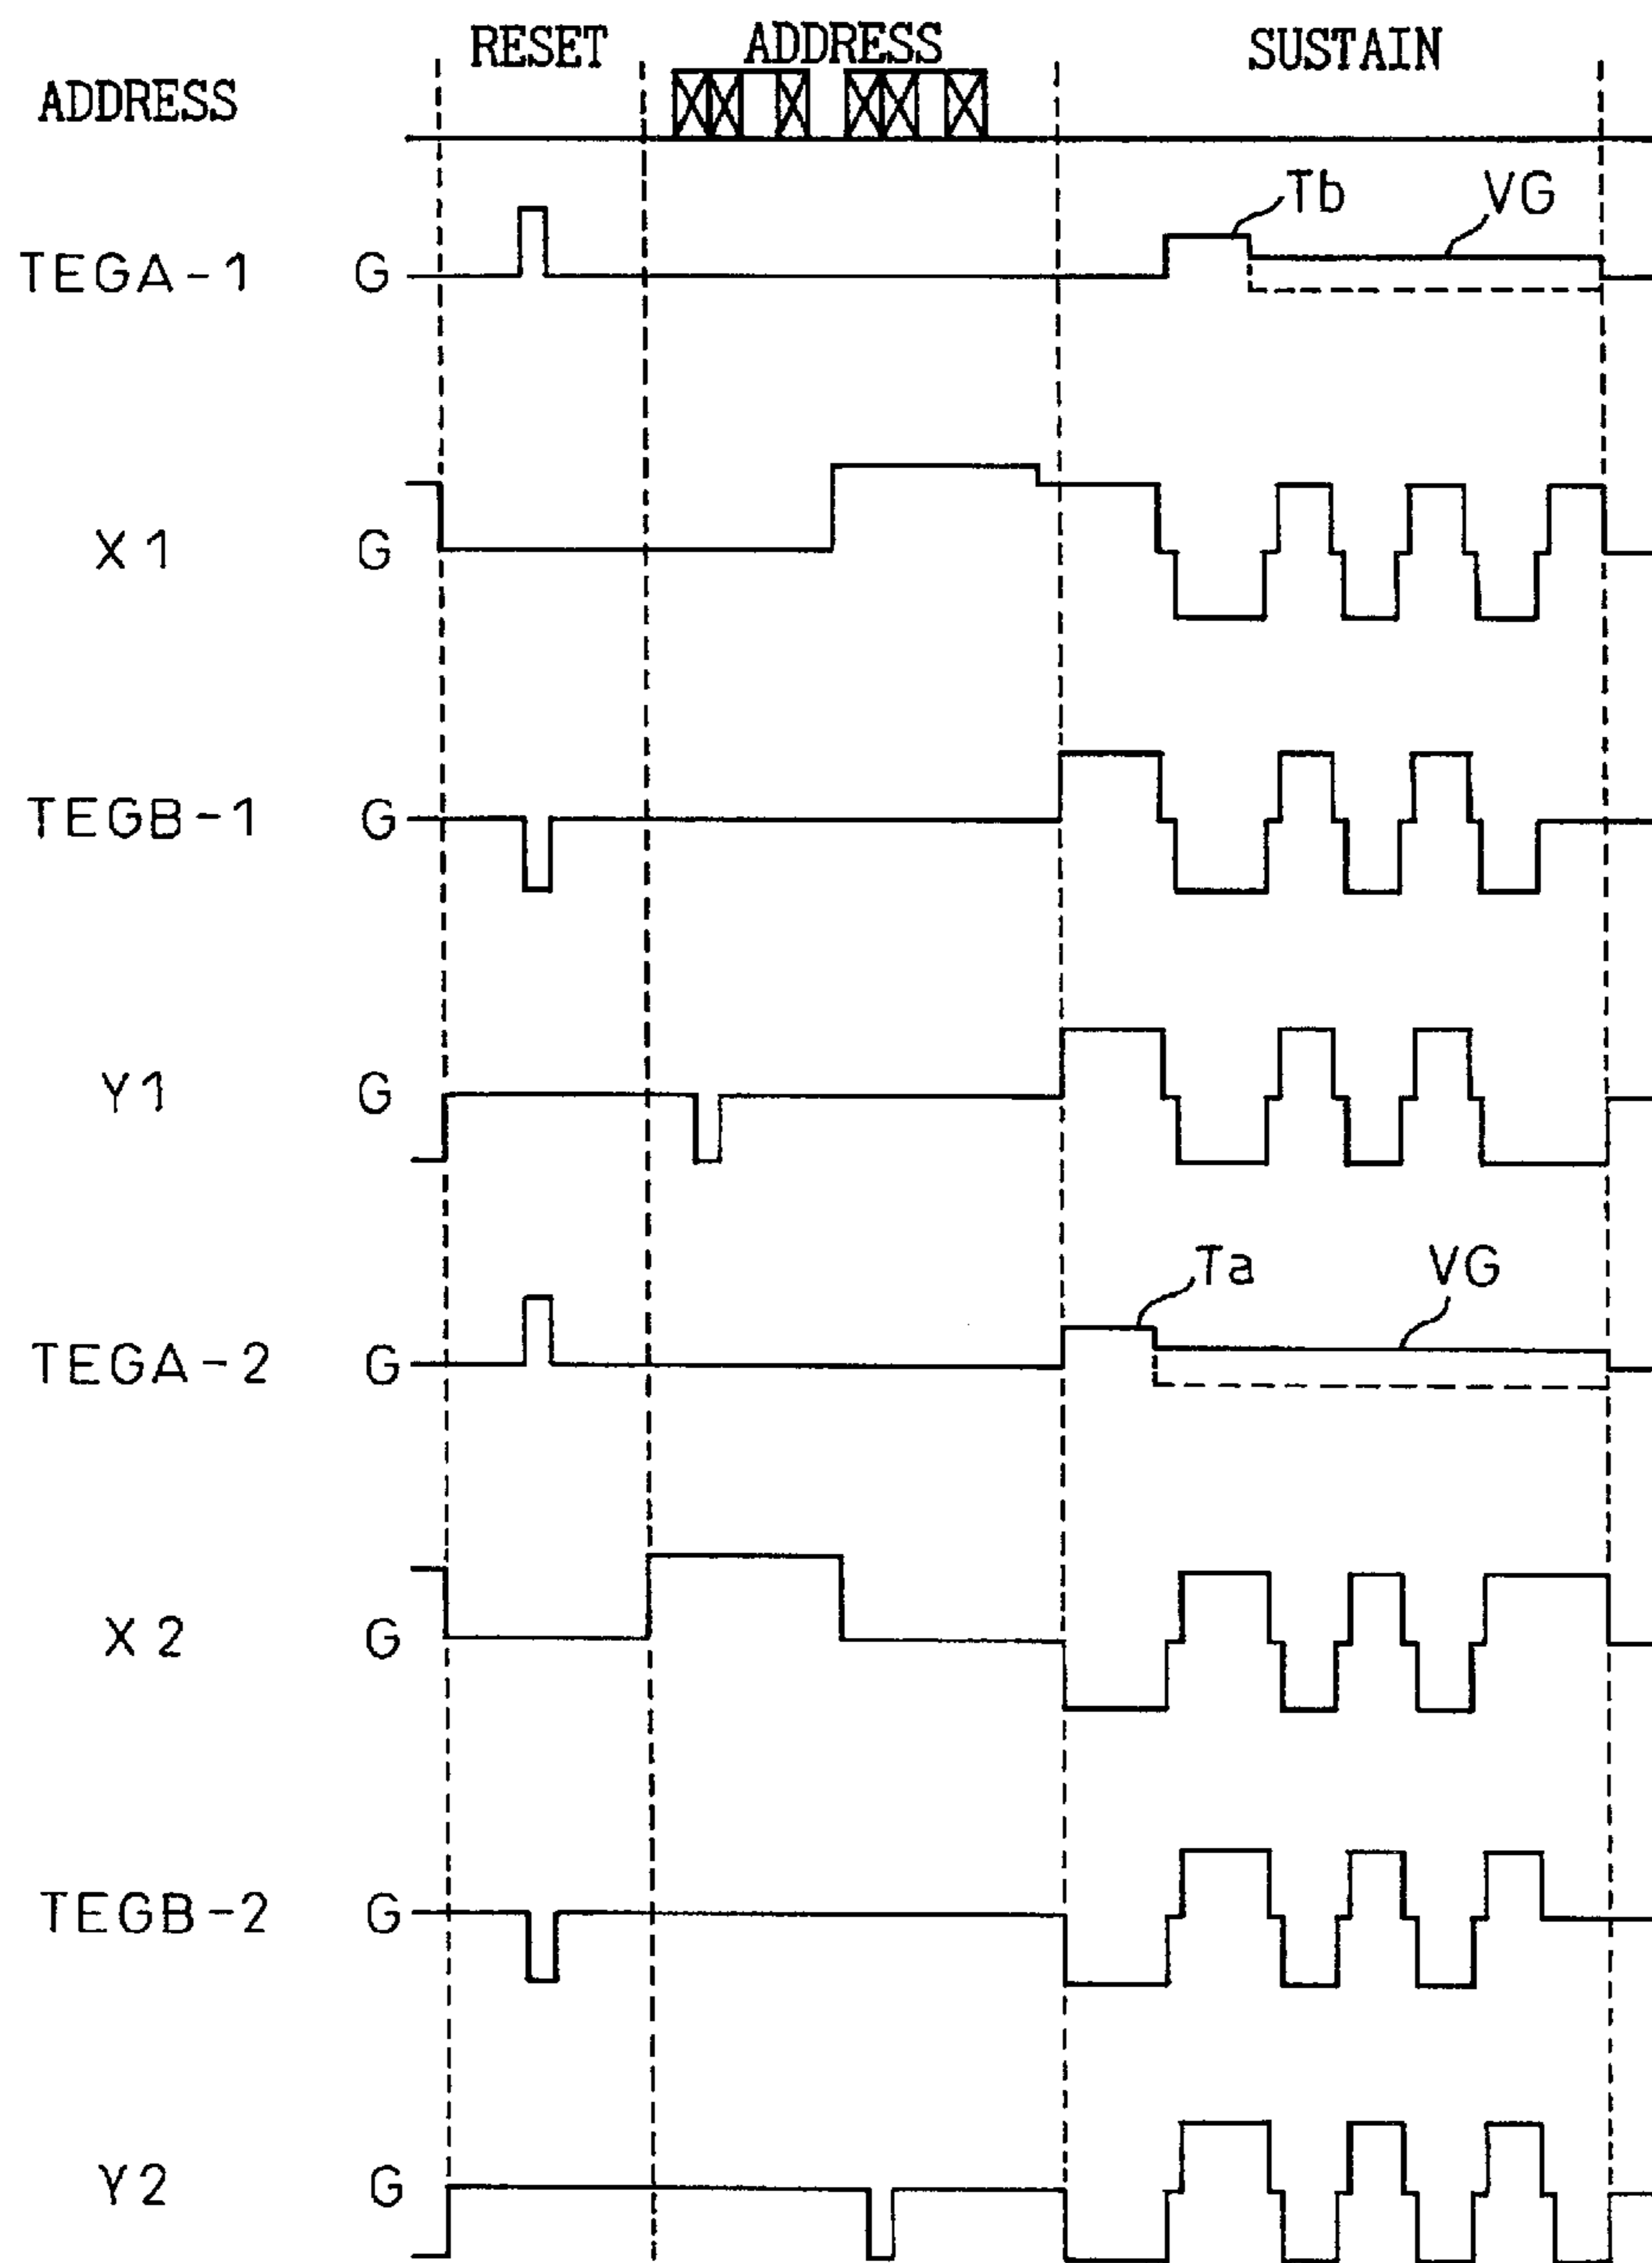 RESET ADDRESS SUSTAIN
ADDRESS
Tb VG
TEGA-1 G
X1 G
TEGB-1 G
Y1 G
Ta VG
TEGA-2 G
X2 G
TEGB-2 G
Y2 G